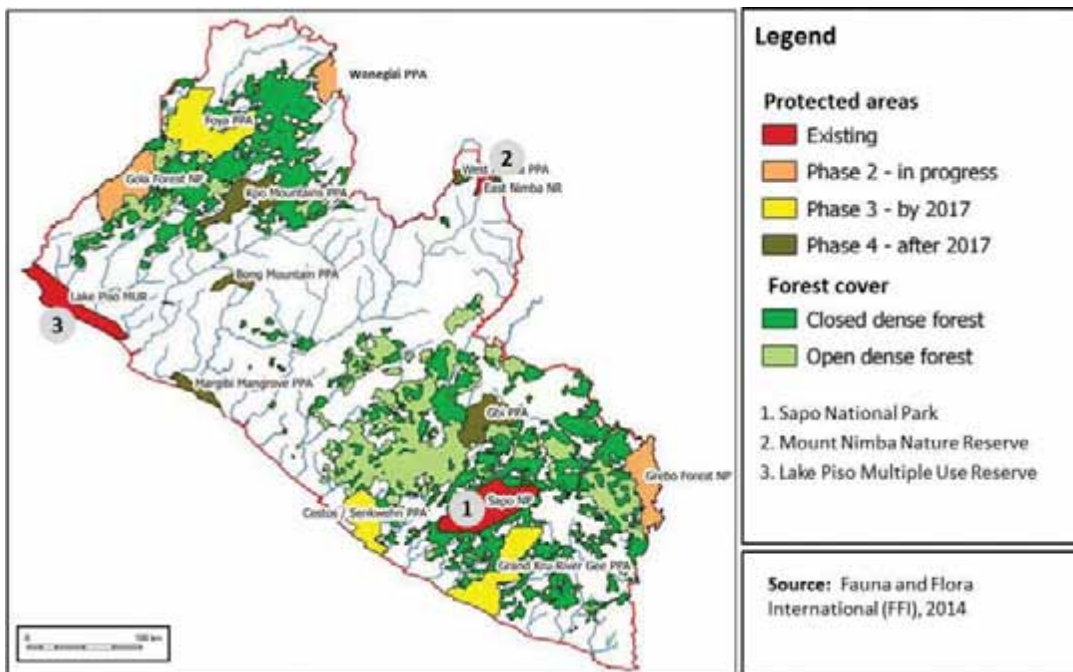 Wonegizi PPA
Foya PPA
2
West Nimba PPA
East Nimba NR
Gola Forest NP
Kpo Mountains PPA
Bong Mountain PPA
Lake Piso MUR
3
Margibi Mangrove PPA
Gbi PPA
Grebo Forest NP
Sapo NP
1
Cestos / Senkwehn PPA
Grand Kru River Gee PPA
0
100 km
Legend
Protected areas
Existing
Phase 2 - in progress
Phase 3 - by 2017
Phase 4 - after 2017
Forest cover
Closed dense forest
Open dense forest
1. Sapo National Park
2. Mount Nimba Nature Reserve
3. Lake Piso Multiple Use Reserve
Source: Fauna and Flora
International (FFI), 2014